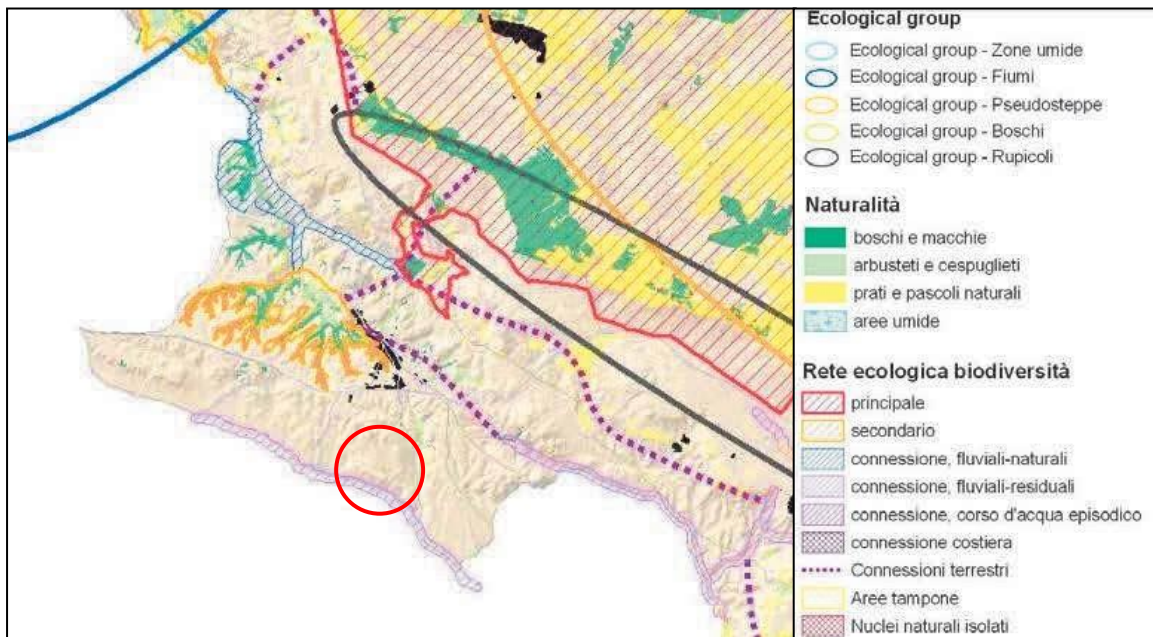 Ecological group
Ecological group - Zone umide
Ecological group - Fiumi
Ecological group - Pseudosteppe
Ecological group - Boschi
Ecological group - Rupicoli
Naturalità
boschi e macchie
arbusteti e cespuglieti
prati e pascoli naturali
aree umide
Rete ecologica biodiversità
principale
secondario
connessione, fluviali-naturali
connessione, fluviali-residuali
connessione, corso d'acqua episodico
connessione costiera
Connessioni terrestri
Aree tampone
Nuclei naturali isolati